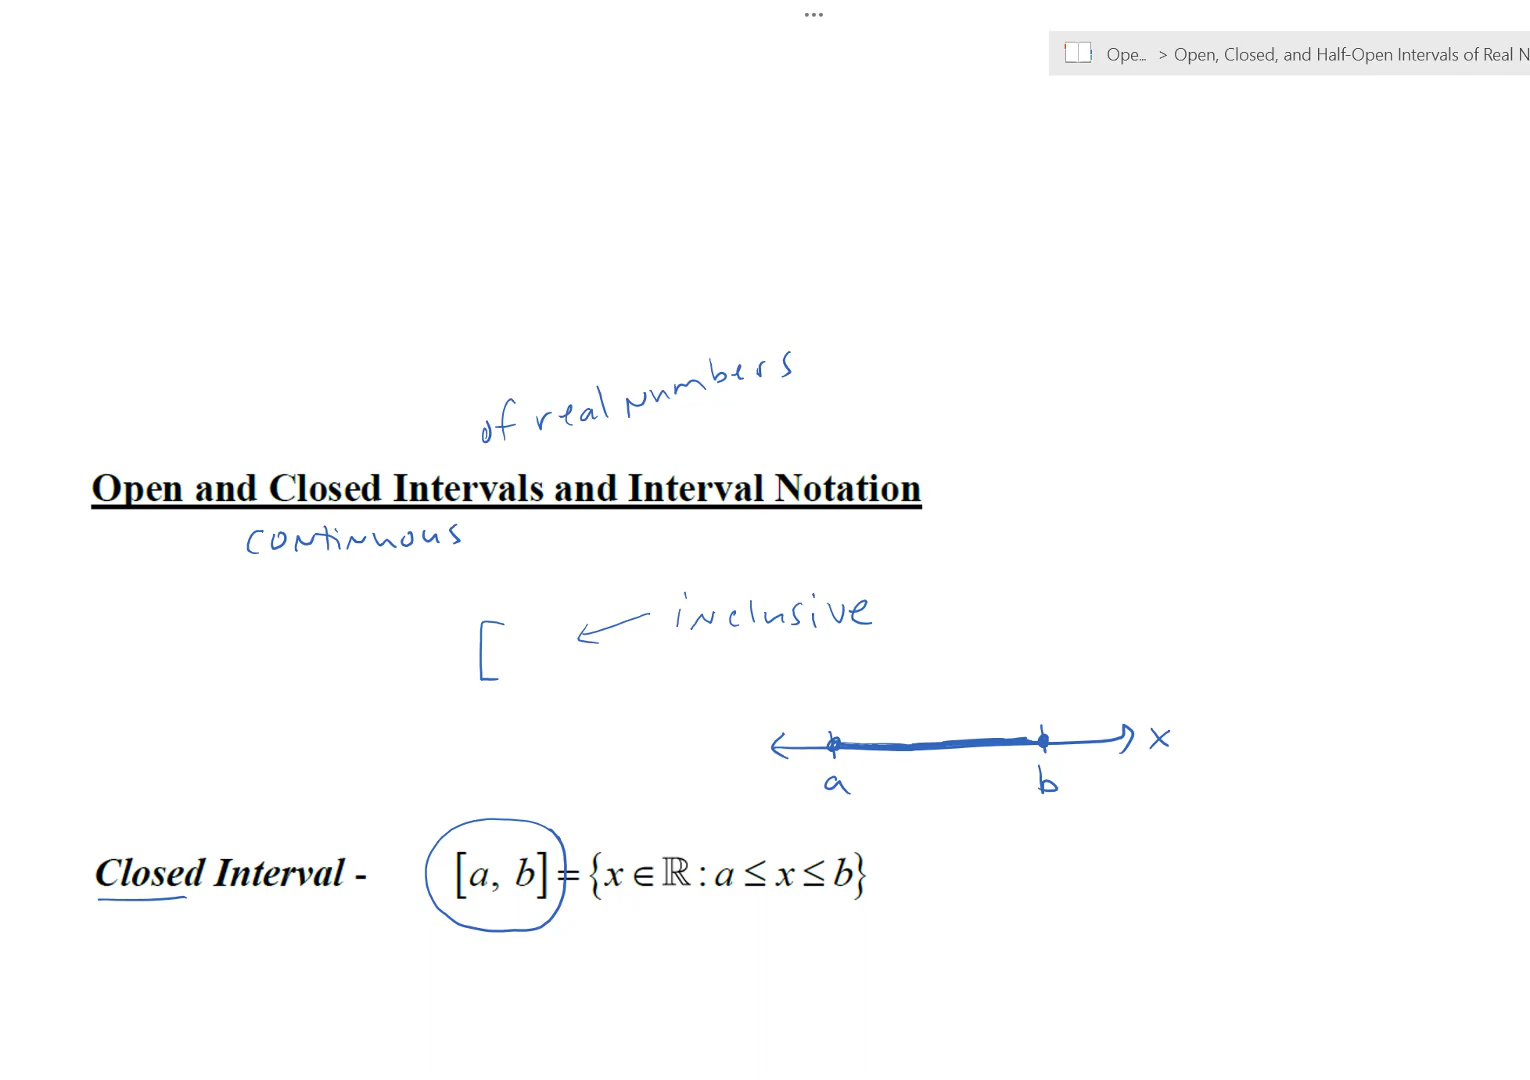 ...
Ope... > Open, Closed, and Half-Open Intervals of Real N
of real numbers
Open and Closed Intervals and Interval Notation
continuous
[ ← inclusive
x
a b
Closed Interval - [a, b] = {x ∈ ℝ : a ≤ x ≤ b}